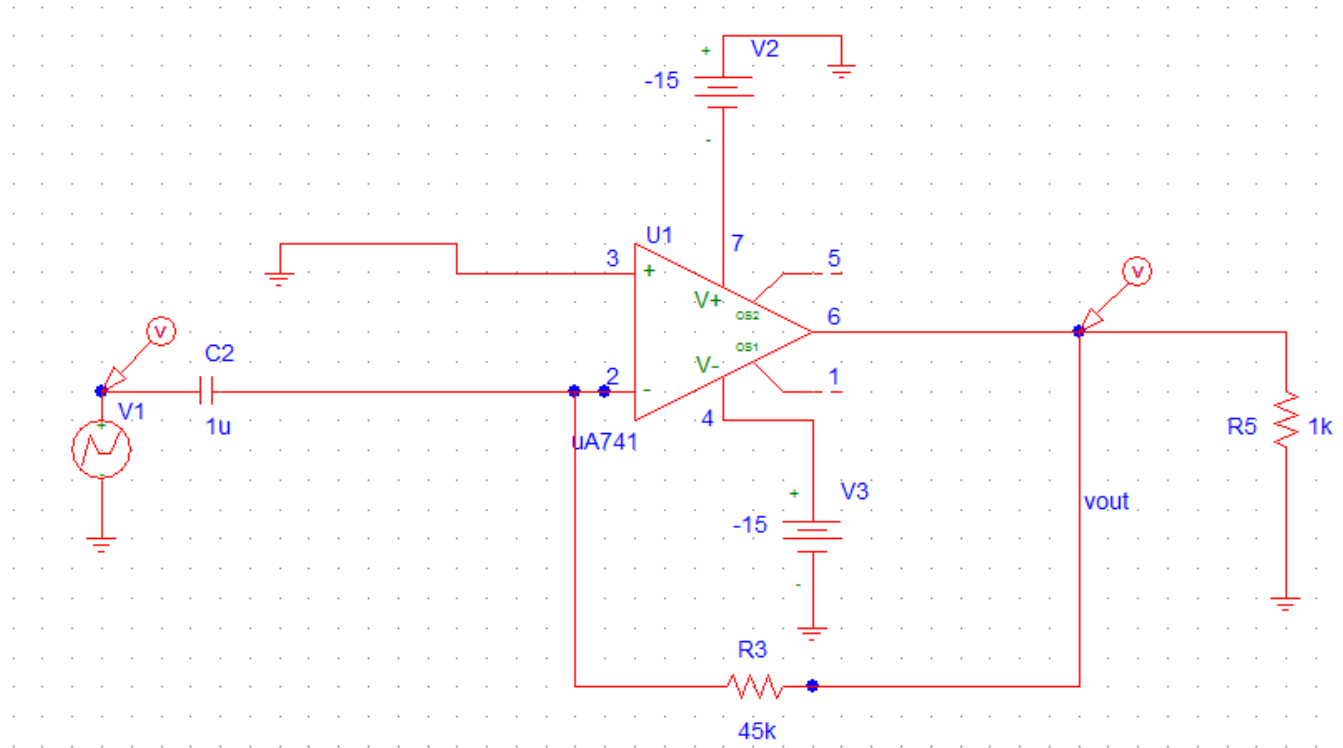 +
V2
-15
-
U1
7
3
+
5
V+
OS2
6
V
V
OS1
C2
2
-
V-
1
V1
+
1u
uA741
4
R5
1k
-
+
V3
-15
vout
-
R3
45k